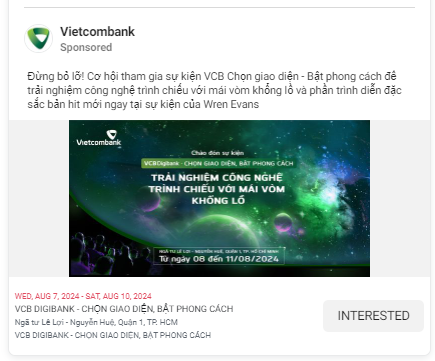 Vietcombank
Sponsored
Đừng bỏ lỡ! Cơ hội tham gia sự kiện VCB Chọn giao diện - Bật phong cách để
trải nghiệm công nghệ trình chiếu với mái vòm khổng lồ và phần trình diễn đặc
sắc bản hit mới ngay tại sự kiện của Wren Evans
Vietcombank
Chào đón sự kiện
VCBDigibank - CHỌN GIAO DIỆN, BẬT PHONG CÁCH
TRẢI NGHIỆM CÔNG NGHỆ
TRÌNH CHIẾU VỚI MÁI VÒM
KHỔNG LỒ
NGÃ TƯ LÊ LỢI - NGUYỄN HUỆ, QUẬN 1, TP. HỒ CHÍ MINH
Từ ngày 08 đến 11/08/2024
WED, AUG 7, 2024 - SAT, AUG 10, 2024
VCB DIGIBANK - CHỌN GIAO DIỆN, BẬT PHONG CÁCH
Ngã tư Lê Lợi - Nguyễn Huệ, Quận 1, TP. HCM
VCB DIGIBANK - CHỌN GIAO DIỆN, BẬT PHONG CÁCH
INTERESTED